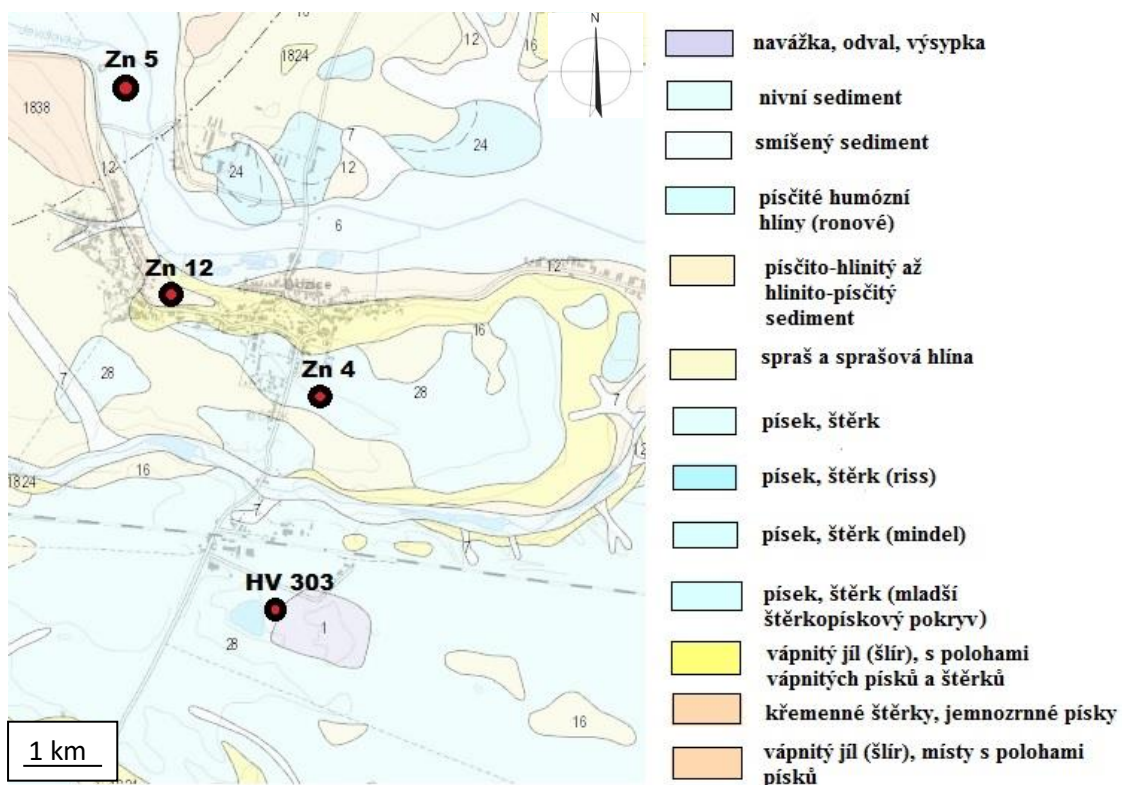 N
Zn 5
Zn 12
Zn 4
HV 303
1824
1838
12
16
24
7
12
24
12
6
12
16
7
28
28
7
12
16
1824
7
7
28
1
16
1 km
navážka, odval, výsypka
nivní sediment
smíšený sediment
písčité humózní
hlíny (ronové)
písčito-hlinitý až
hlinito-písčitý
sediment
spraš a sprašová hlína
písek, štěrk
písek, štěrk (riss)
písek, štěrk (mindel)
písek, štěrk (mladší
štěrkopískový pokryv)
vápnitý jíl (šlír), s polohami
vápnitých písků a štěrků
křemenné štěrky, jemnozrnné písky
vápnitý jíl (šlír), místy s polohami
písků